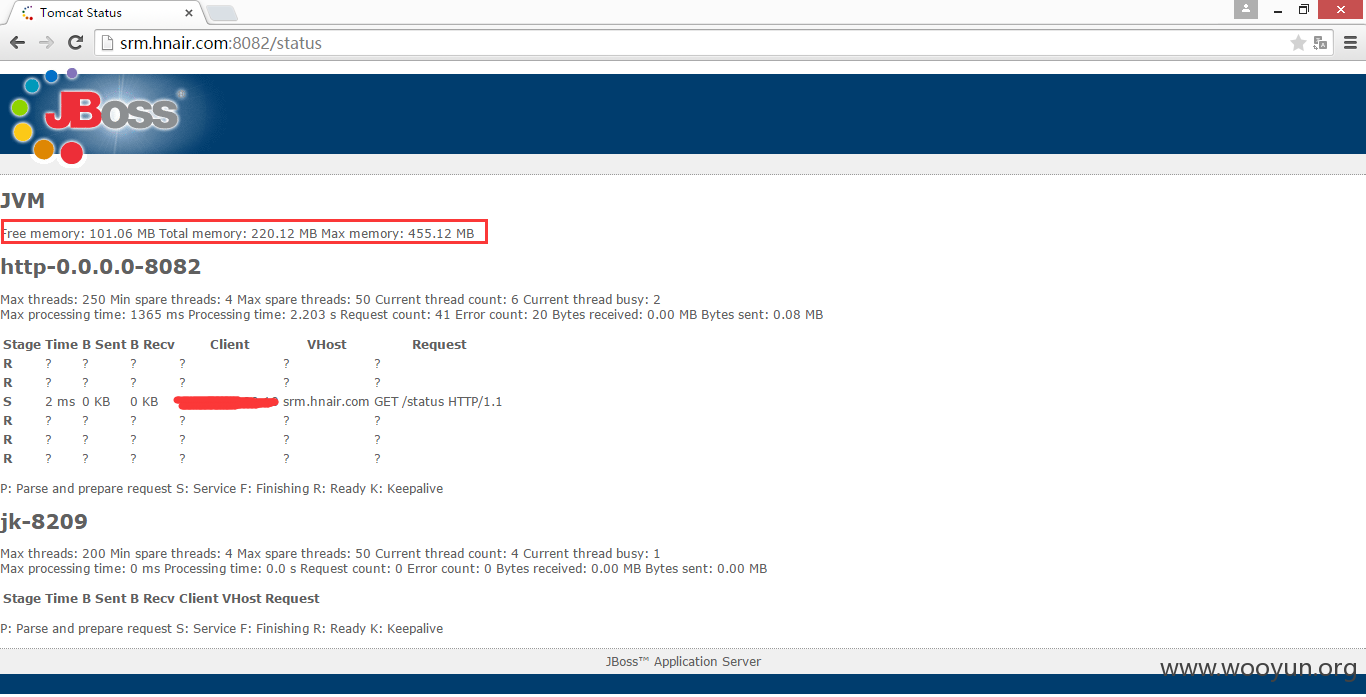 Tomcat Status
srm.hnair.com:8082/status
JBoss®
JVM
Free memory: 101.06 MB Total memory: 220.12 MB Max memory: 455.12 MB
http-0.0.0.0-8082
Max threads: 250 Min spare threads: 4 Max spare threads: 50 Current thread count: 6 Current thread busy: 2
Max processing time: 1365 ms Processing time: 2.203 s Request count: 41 Error count: 20 Bytes received: 0.00 MB Bytes sent: 0.08 MB
Stage Time B Sent B Recv Client VHost Request
R ? ? ? ? ? ?
R ? ? ? ? ? ?
S 2 ms 0 KB 0 KB srm.hnair.com GET /status HTTP/1.1
R ? ? ? ? ? ?
R ? ? ? ? ? ?
R ? ? ? ? ? ?
P: Parse and prepare request S: Service F: Finishing R: Ready K: Keepalive
jk-8209
Max threads: 200 Min spare threads: 4 Max spare threads: 50 Current thread count: 4 Current thread busy: 1
Max processing time: 0 ms Processing time: 0.0 s Request count: 0 Error count: 0 Bytes received: 0.00 MB Bytes sent: 0.00 MB
Stage Time B Sent B Recv Client VHost Request
P: Parse and prepare request S: Service F: Finishing R: Ready K: Keepalive
JBoss™ Application Server
www.wooyun.org